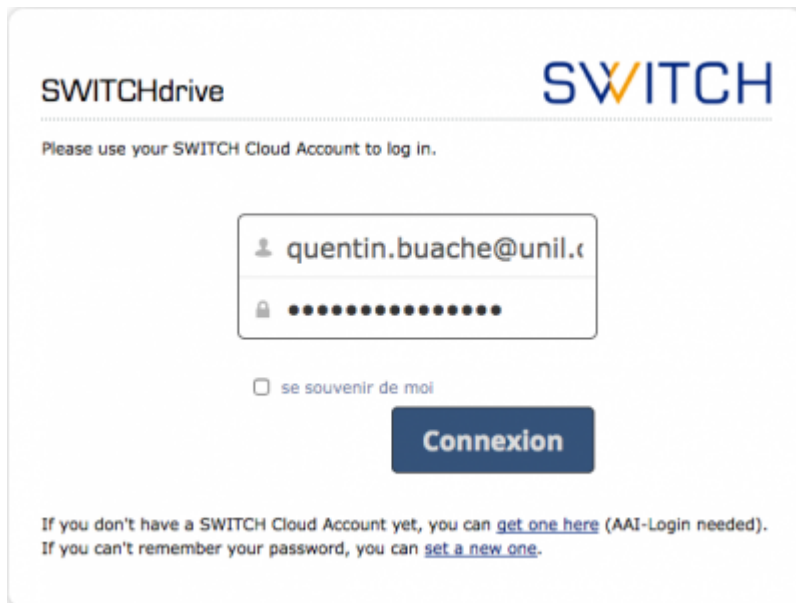 SWITCHdrive
SWITCH
Please use your SWITCH Cloud Account to log in.
quentin.buache@unil.c
•••••••••••••••
se souvenir de moi
Connexion
If you don't have a SWITCH Cloud Account yet, you can get one here (AAI-Login needed).
If you can't remember your password, you can set a new one.